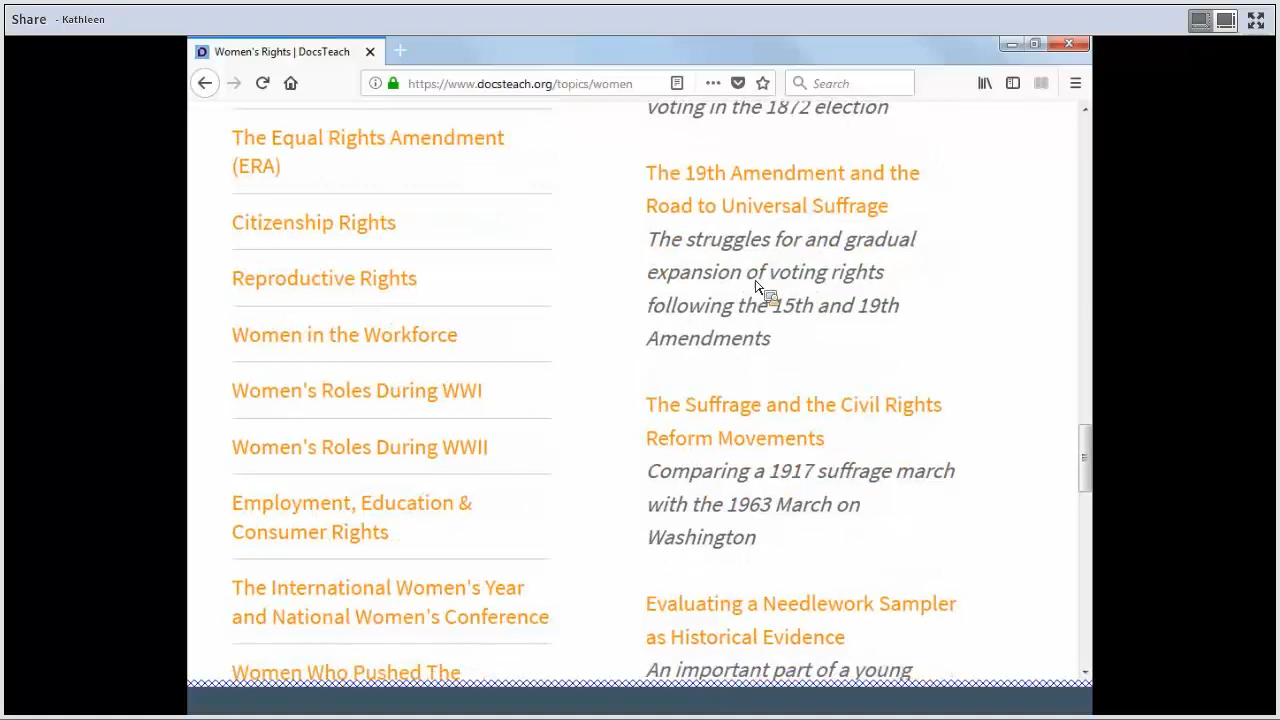 Share - Kathleen
Women's Rights | DocsTeach
https://www.docsteach.org/topics/women
Search
The Equal Rights Amendment
(ERA)
Citizenship Rights
Reproductive Rights
Women in the Workforce
Women's Roles During WWI
Women's Roles During WWII
Employment, Education &
Consumer Rights
The International Women's Year
and National Women's Conference
Women Who Pushed The
voting in the 1872 election
The 19th Amendment and the
Road to Universal Suffrage
The struggles for and gradual
expansion of voting rights
following the 15th and 19th
Amendments
The Suffrage and the Civil Rights
Reform Movements
Comparing a 1917 suffrage march
with the 1963 March on
Washington
Evaluating a Needlework Sampler
as Historical Evidence
An important part of a young